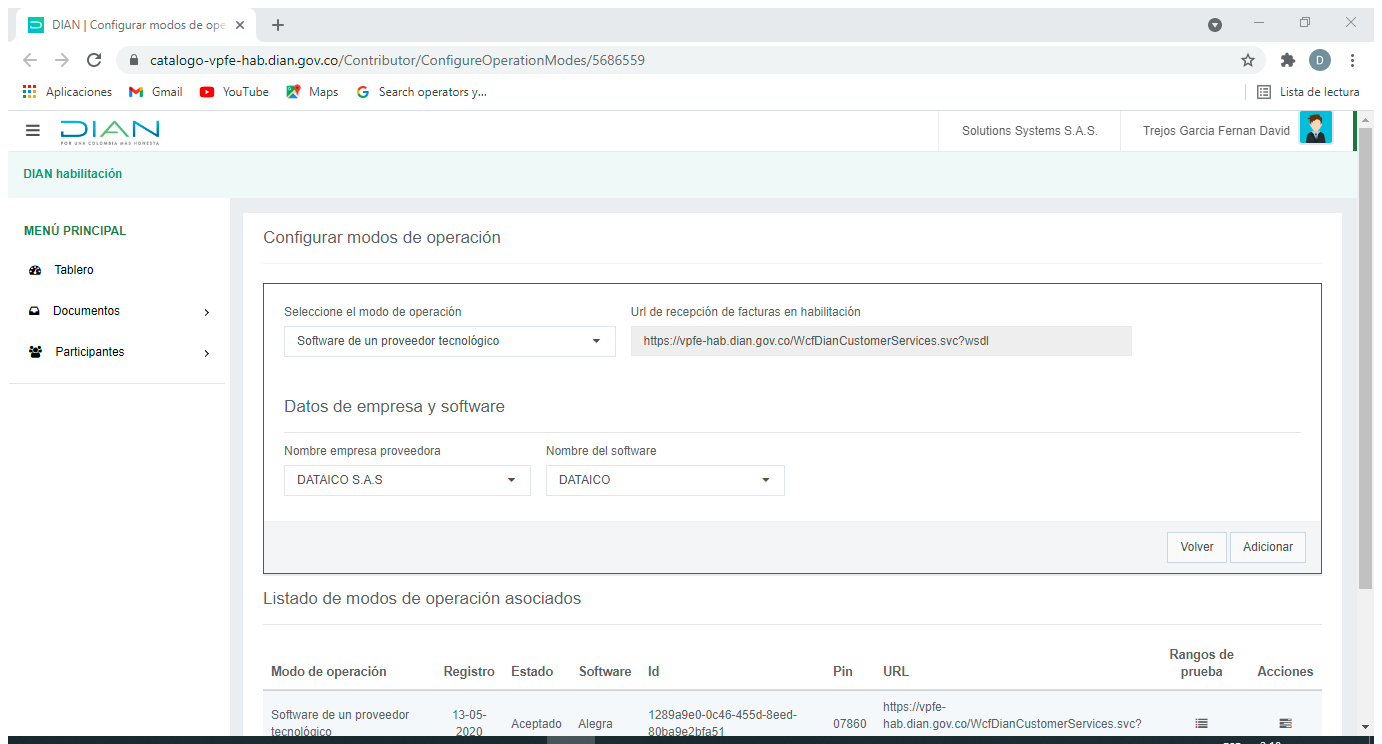 DIAN | Configurar modos de ope
catalogo-vpfe-hab.dian.gov.co/Contributor/ConfigureOperationModes/5686559
D
Aplicaciones
Gmail
YouTube
Maps
Search operators y...
Lista de lectura
DIAN
POR UNA COLOMBIA MÁS HONESTA
Solutions Systems S.A.S.
Trejos Garcia Fernan David
DIAN habilitación
MENÚ PRINCIPAL
Tablero
Documentos
Participantes
Configurar modos de operación
Seleccione el modo de operación
Url de recepción de facturas en habilitación
Software de un proveedor tecnológico
https://vpfe-hab.dian.gov.co/WcfDianCustomerServices.svc?wsdl
Datos de empresa y software
Nombre empresa proveedora
Nombre del software
DATAICO S.A.S
DATAICO
Volver
Adicionar
Listado de modos de operación asociados
Modo de operación
Registro
Estado
Software
Id
Pin
URL
Rangos de
prueba
Acciones
Software de un proveedor
tecnológico
13-05-
2020
Aceptado
Alegra
1289a9e0-0c46-455d-8eed-
80ba9e2bfa51
07860
https://vpfe-
hab.dian.gov.co/WcfDianCustomerServices.svc?